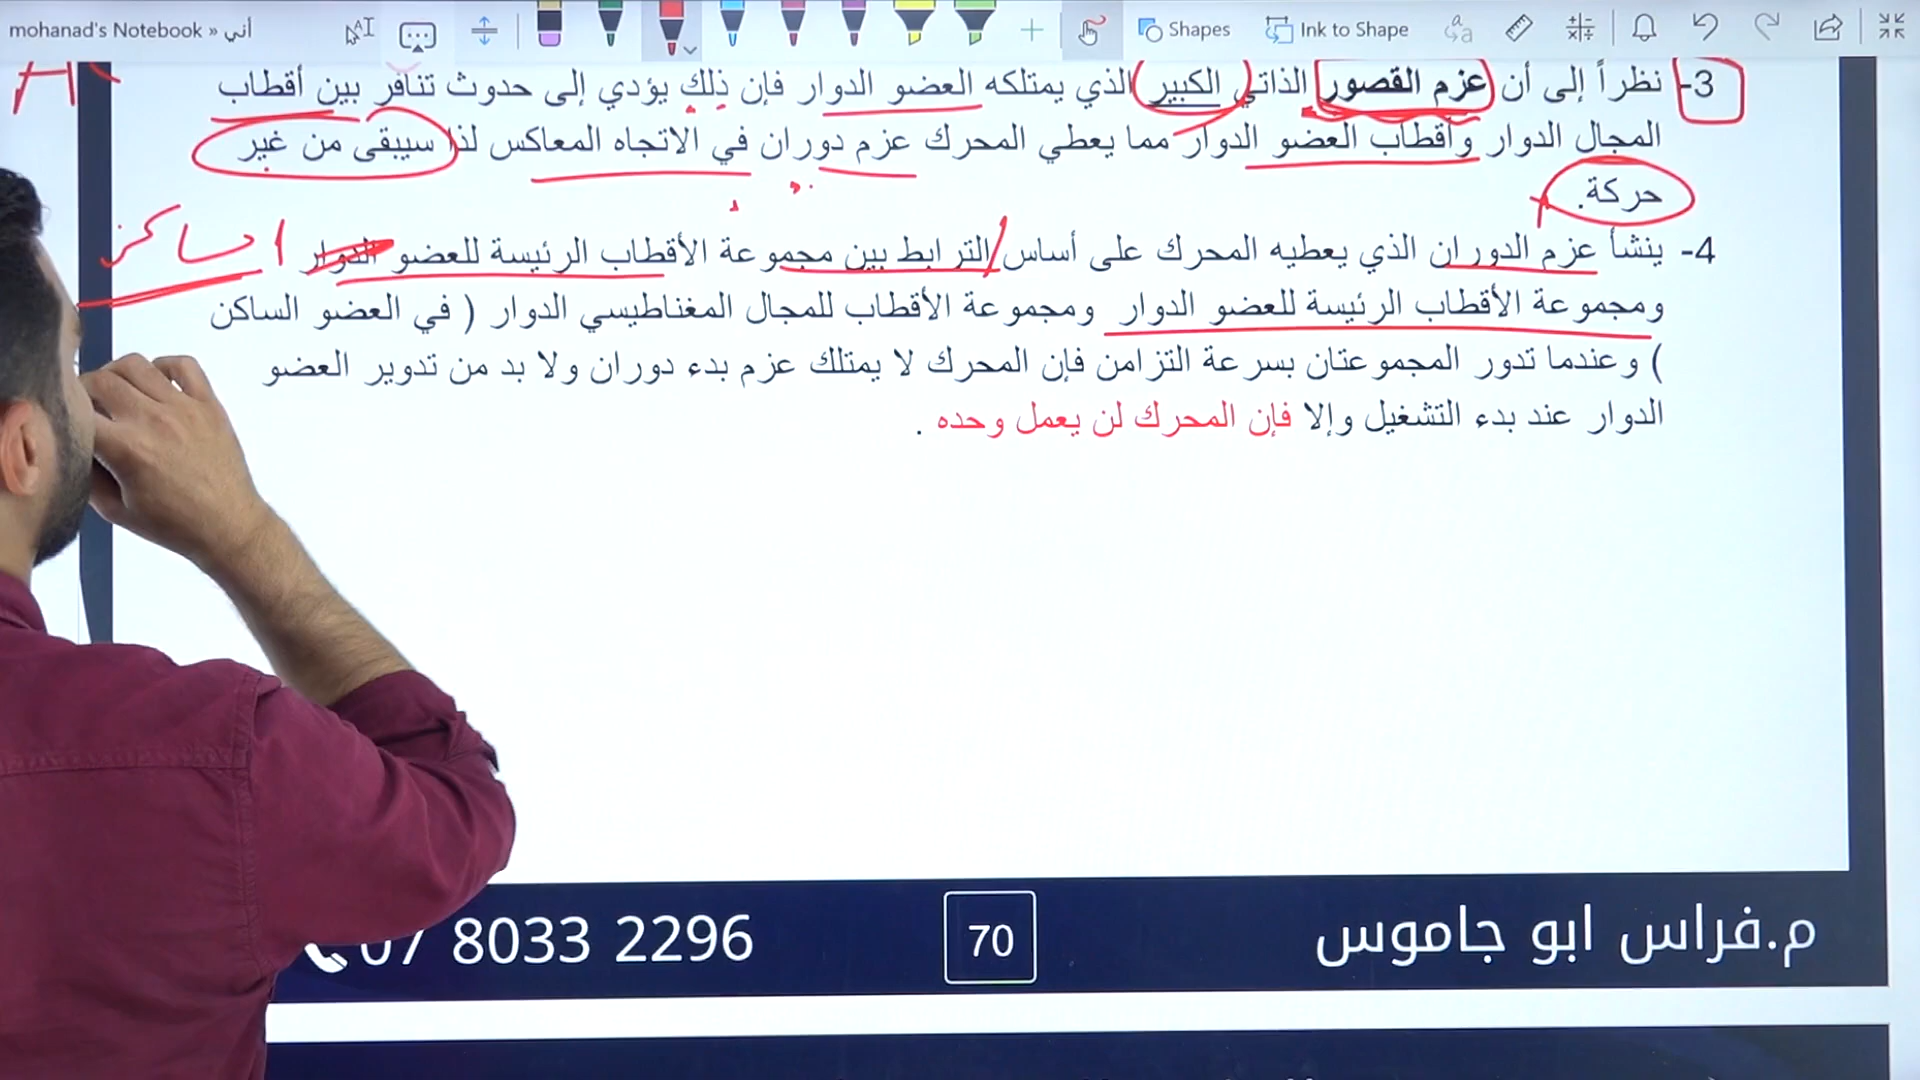 mohanad's Notebook » أني
Shapes
Ink to Shape
3- نظراً إلى أن عزم القصور الذاتي الكبير الذي يمتلكه العضو الدوار فإن ذلك يؤدي إلى حدوث تنافر بين أقطاب
المجال الدوار وأقطاب العضو الدوار مما يعطي المحرك عزم دوران في الاتجاه المعاكس لذا سيبقى من غير
حركة.
4- ينشأ عزم الدوران الذي يعطيه المحرك على أساس الترابط بين مجموعة الأقطاب الرئيسة للعضو الدوار الساكن
ومجموعة الأقطاب الرئيسة للعضو الدوار ومجموعة الأقطاب للمجال المغناطيسي الدوار ( في العضو الساكن
) وعندما تدور المجموعتان بسرعة التزامن فإن المحرك لا يمتلك عزم بدء دوران ولا بد من تدوير العضو
الدوار عند بدء التشغيل وإلا فإن المحرك لن يعمل وحده .
07 8033 2296
70
م.فراس ابو جاموس